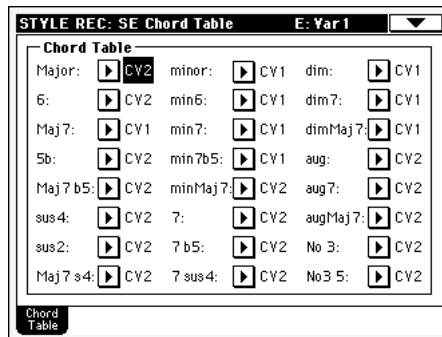 STYLE REC: SE Chord Table E: Var1
Chord Table
Major: CV2 minor: CV1 dim: CV1
6: CV2 min6: CV1 dim7: CV1
Maj7: CV1 min7: CV1 dimMaj7: CV1
5b: CV2 min7b5: CV1 aug: CV2
Maj7b5: CV2 minMaj7: CV2 aug7: CV2
sus4: CV2 7: CV2 augMaj7: CV2
sus2: CV2 7b5: CV2 No 3: CV2
Maj7s4: CV2 7sus4: CV2 No3 5: CV2
Chord
Table